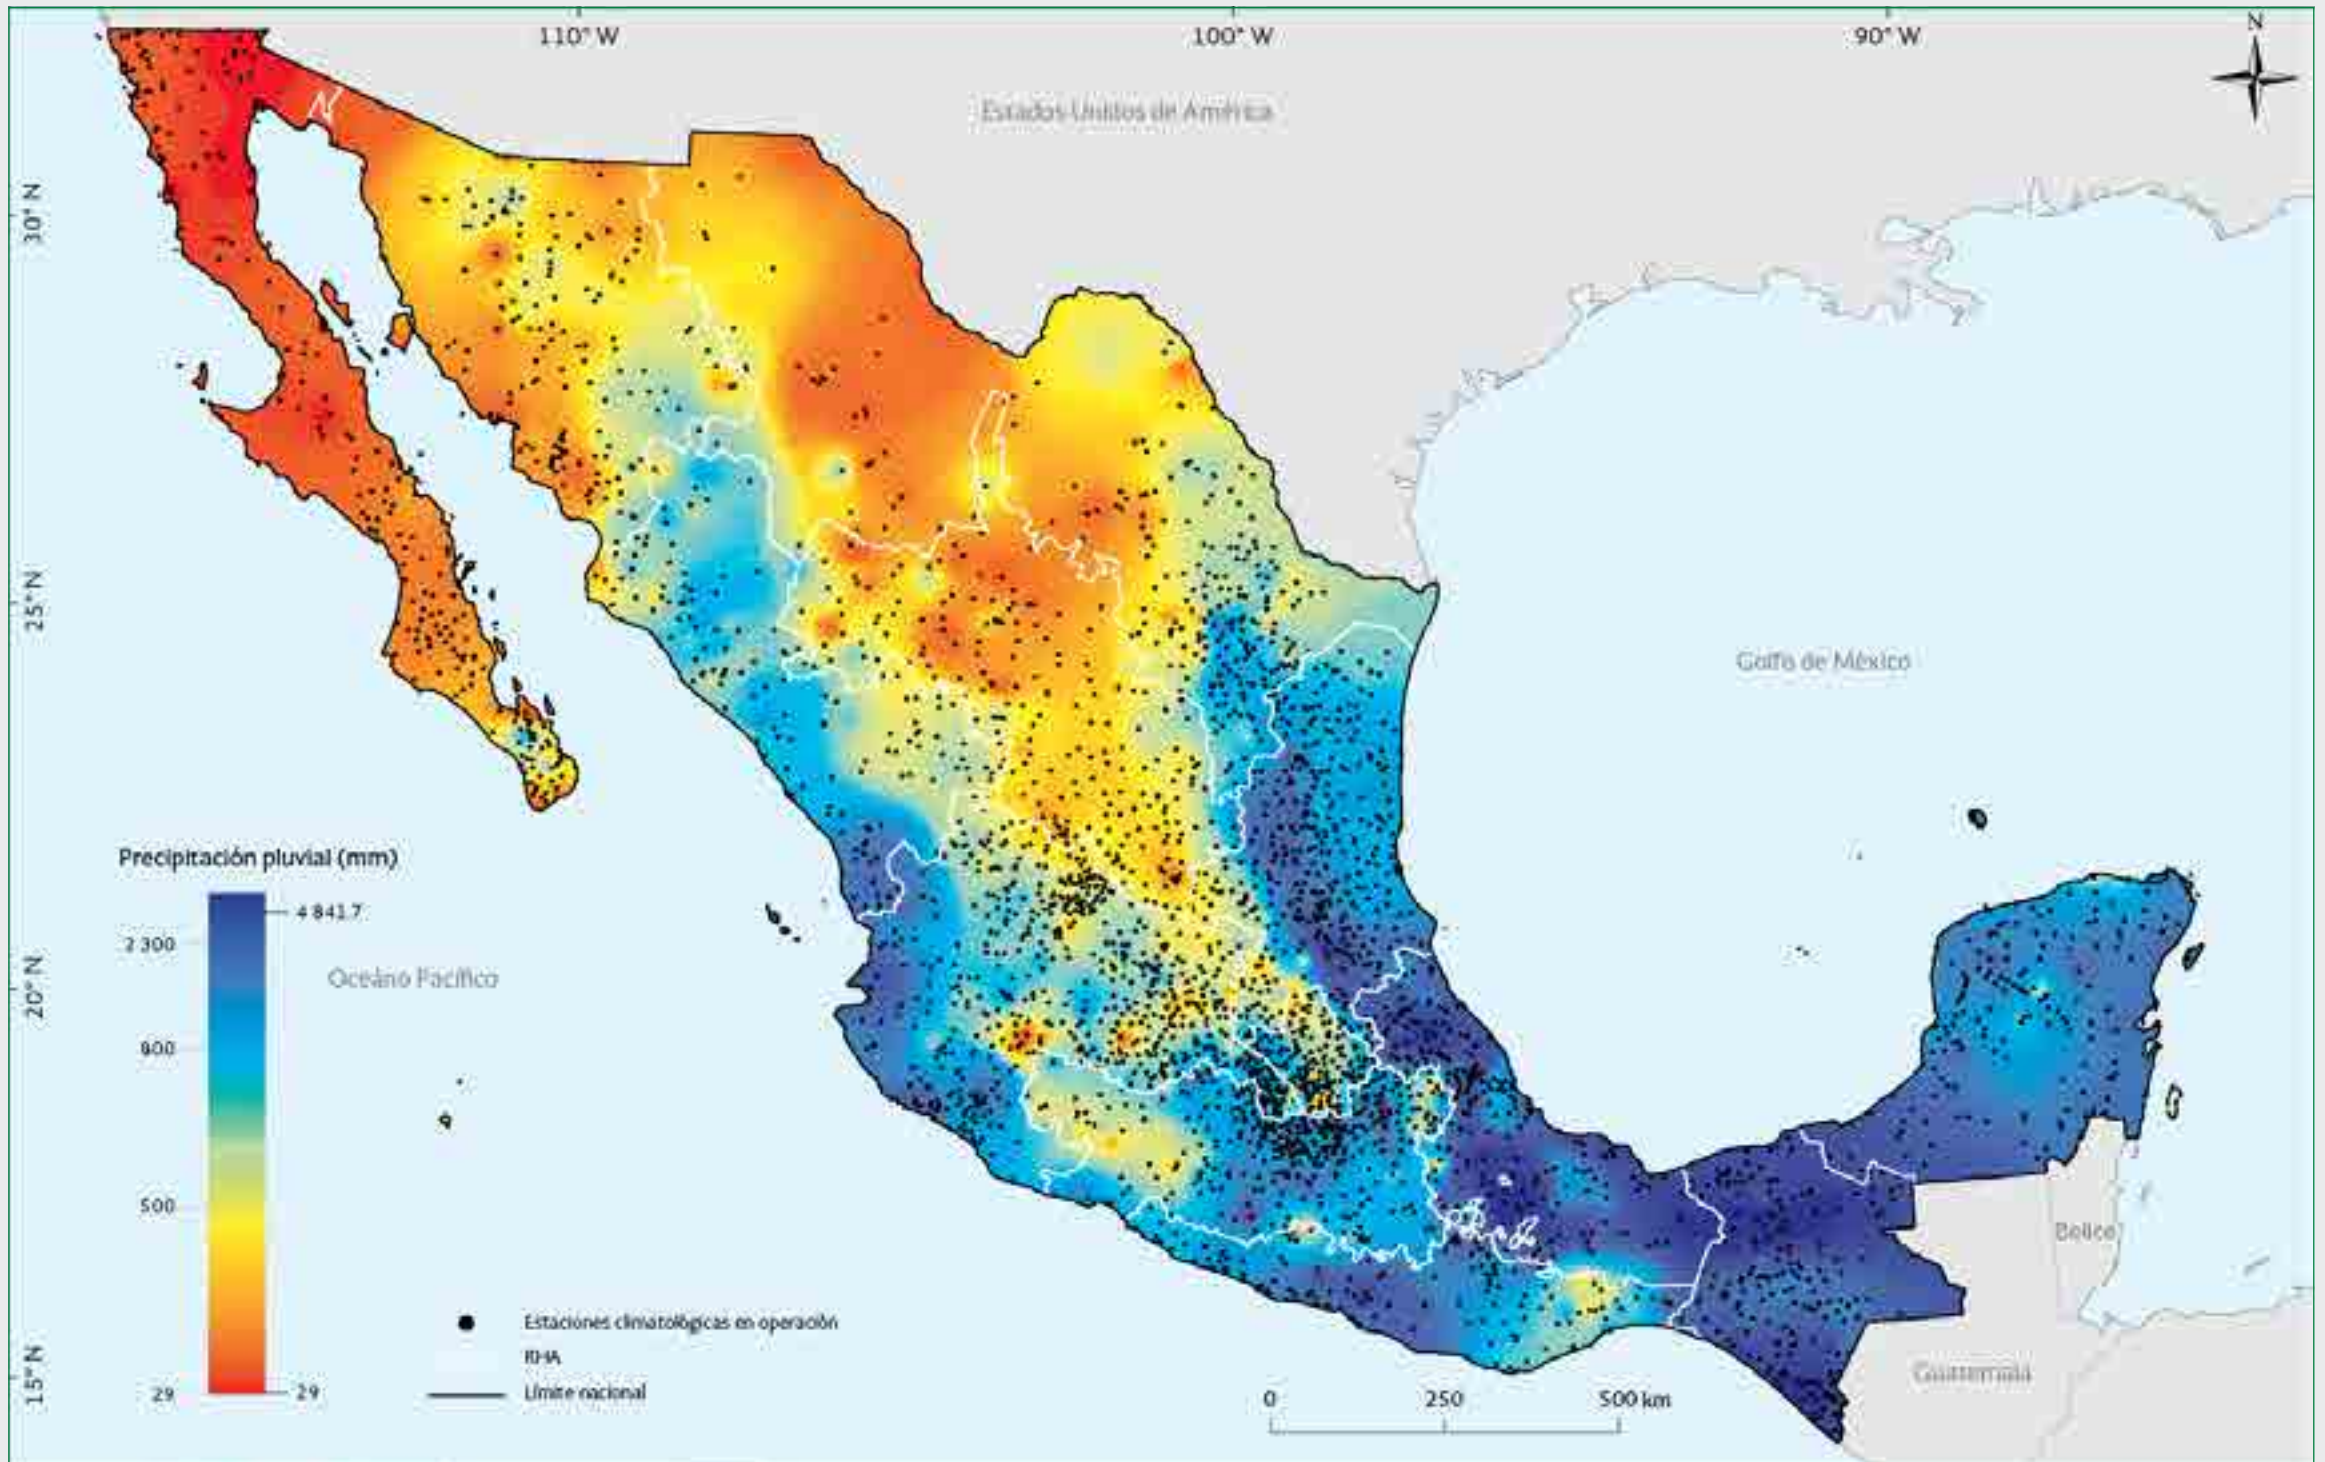 110° W
100° W
90° W
N
Estados Unidos de América
30° N
25° N
Golfo de México
Precipitación pluvial (mm)
4 841.7
2 300
Oceáno Pacífico
20° N
800
500
Belice
Estaciones climatológicas en operación
RHA
Guatemala
15° N
29
29
Límite nacional
0
250
500 km